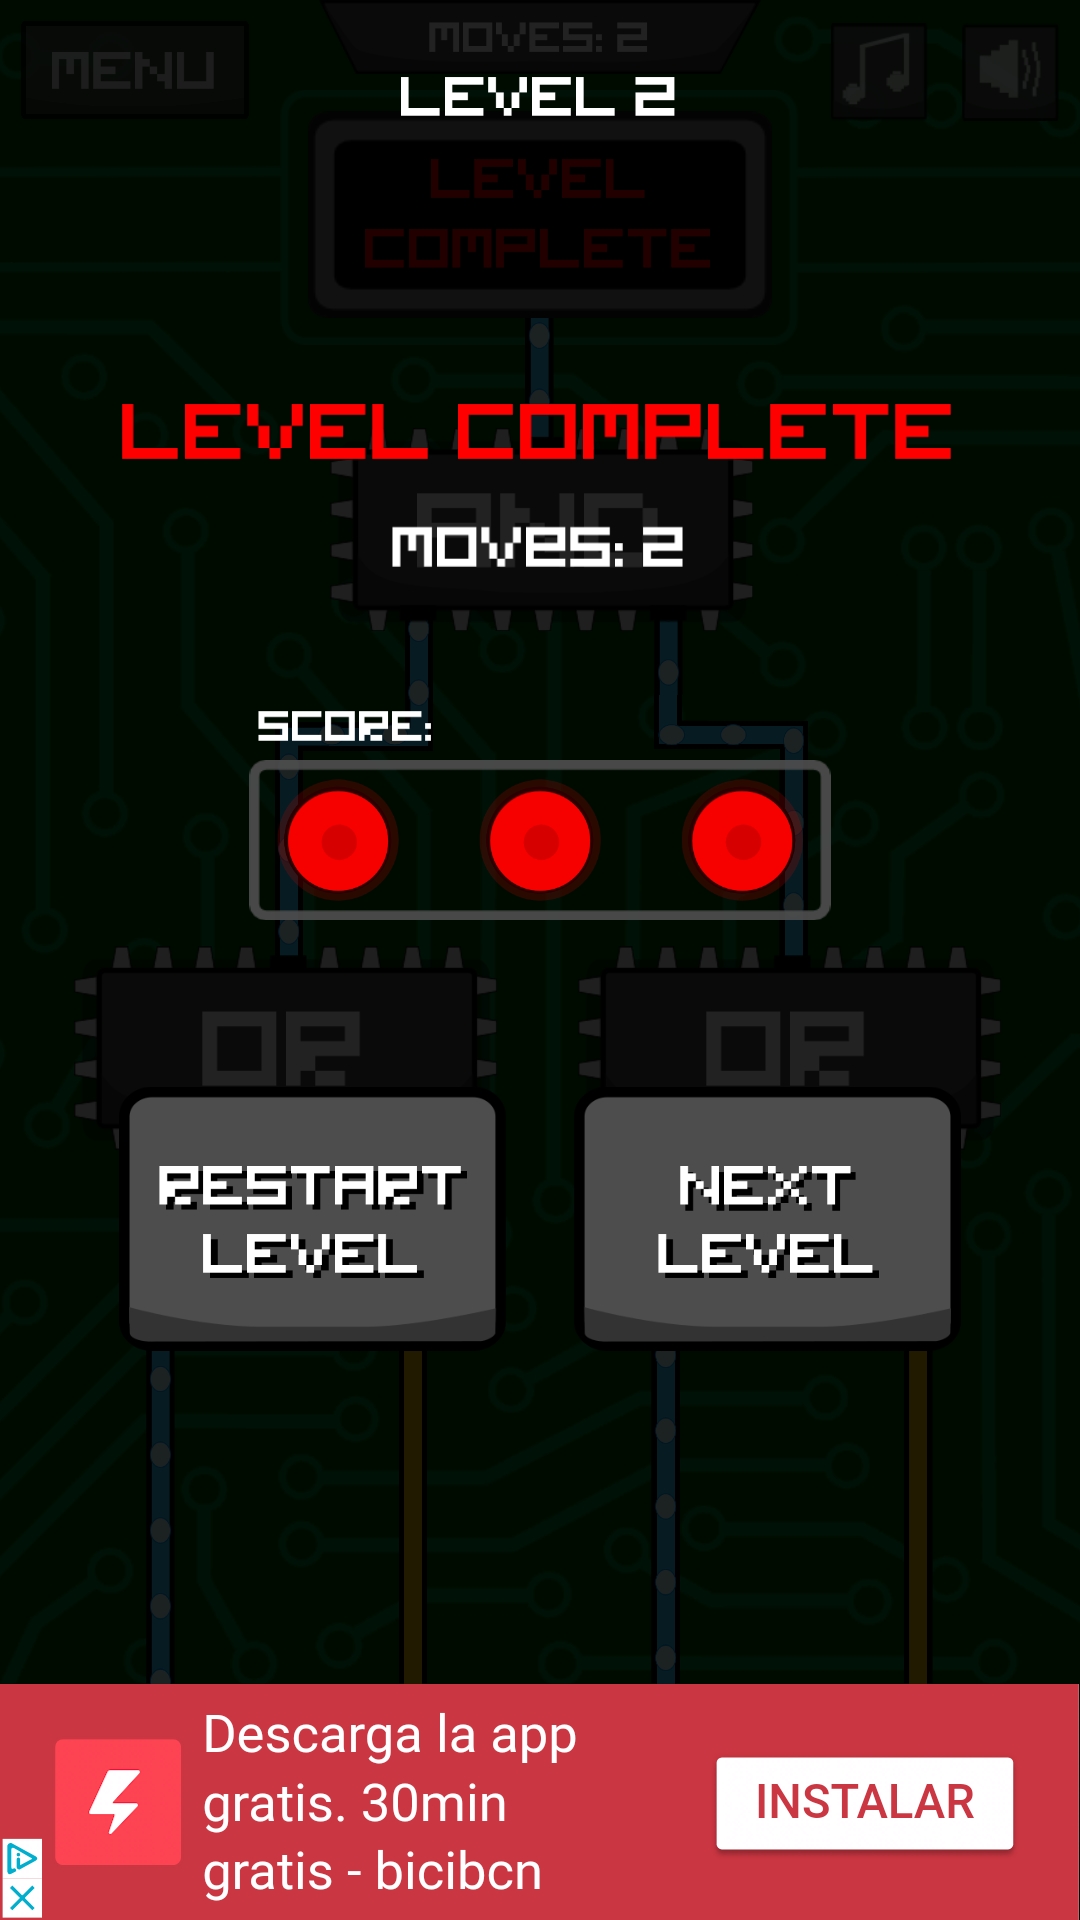 MOVES: 2
MENU
LEVEL 2
LEVEL
COMPLETE
LEVEL COMPLETE
AND
MOVES: 2
SCORE:
OR
OR
RESTART
LEVEL
NEXT
LEVEL
Descarga la app
gratis. 30min
gratis - bicibcn
INSTALAR